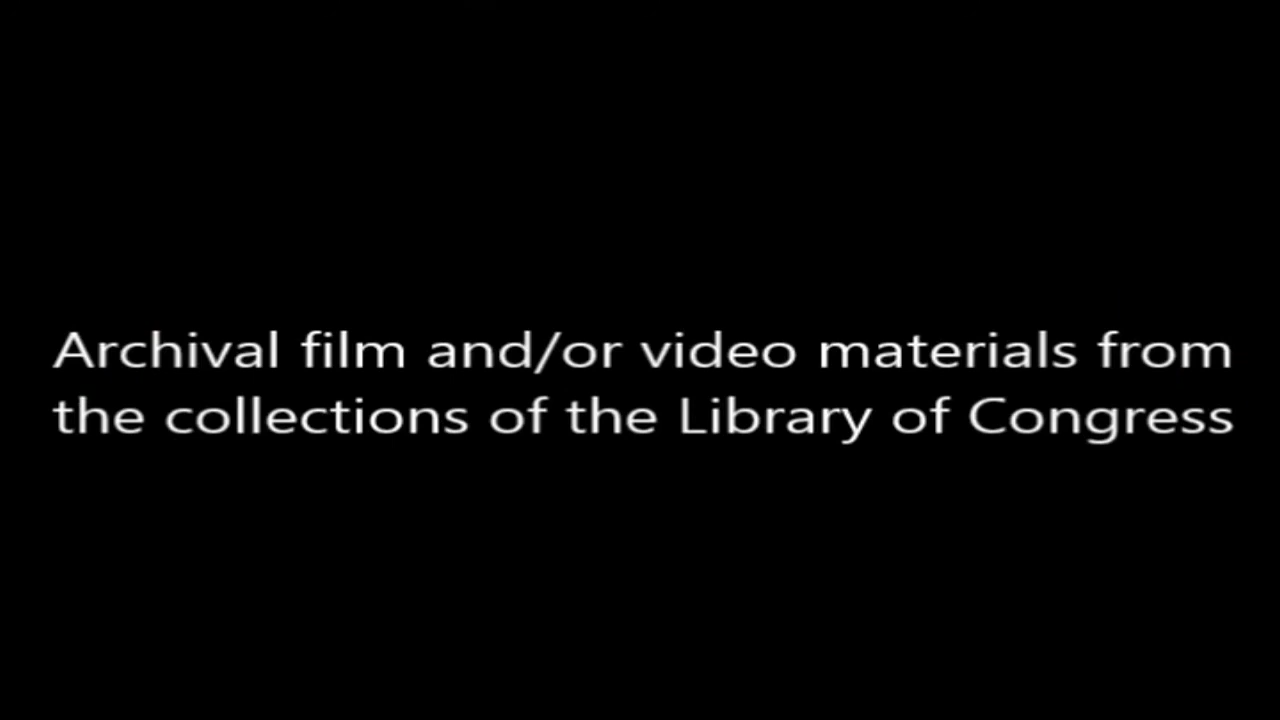 Archival film and/or video materials from
the collections of the Library of Congress